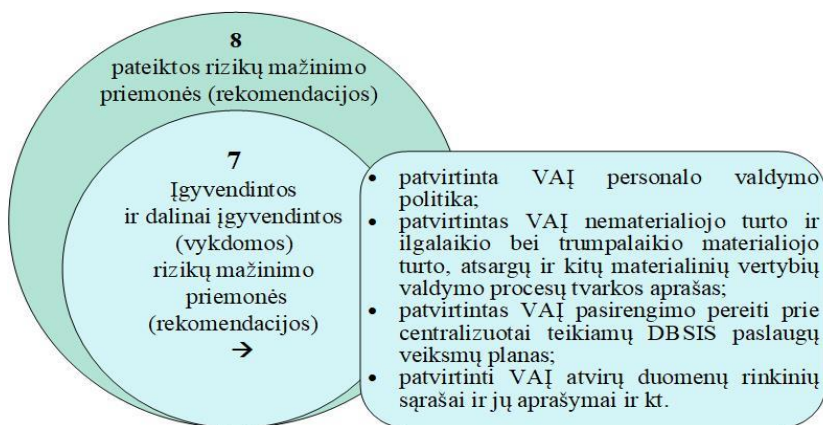 8
pateiktos rizikų mažinimo
priemonės (rekomendacijos)
7
Įgyvendintos
ir dalinai įgyvendintos
(vykdomos)
rizikų mažinimo
priemonės
(rekomendacijos)
→
• patvirtinta VAĮ personalo valdymo
politika;
• patvirtintas VAĮ nematerialiojo turto ir
ilgalaikio bei trumpalaikio materialiojo
turto, atsargų ir kitų materialinių vertybių
valdymo procesų tvarkos aprašas;
• patvirtintas VAĮ pasirengimo pereiti prie
centralizuotai teikiamų DBSIS paslaugų
veiksmų planas;
• patvirtinti VAĮ atvirų duomenų rinkinių
sąrašai ir jų aprašymai ir kt.